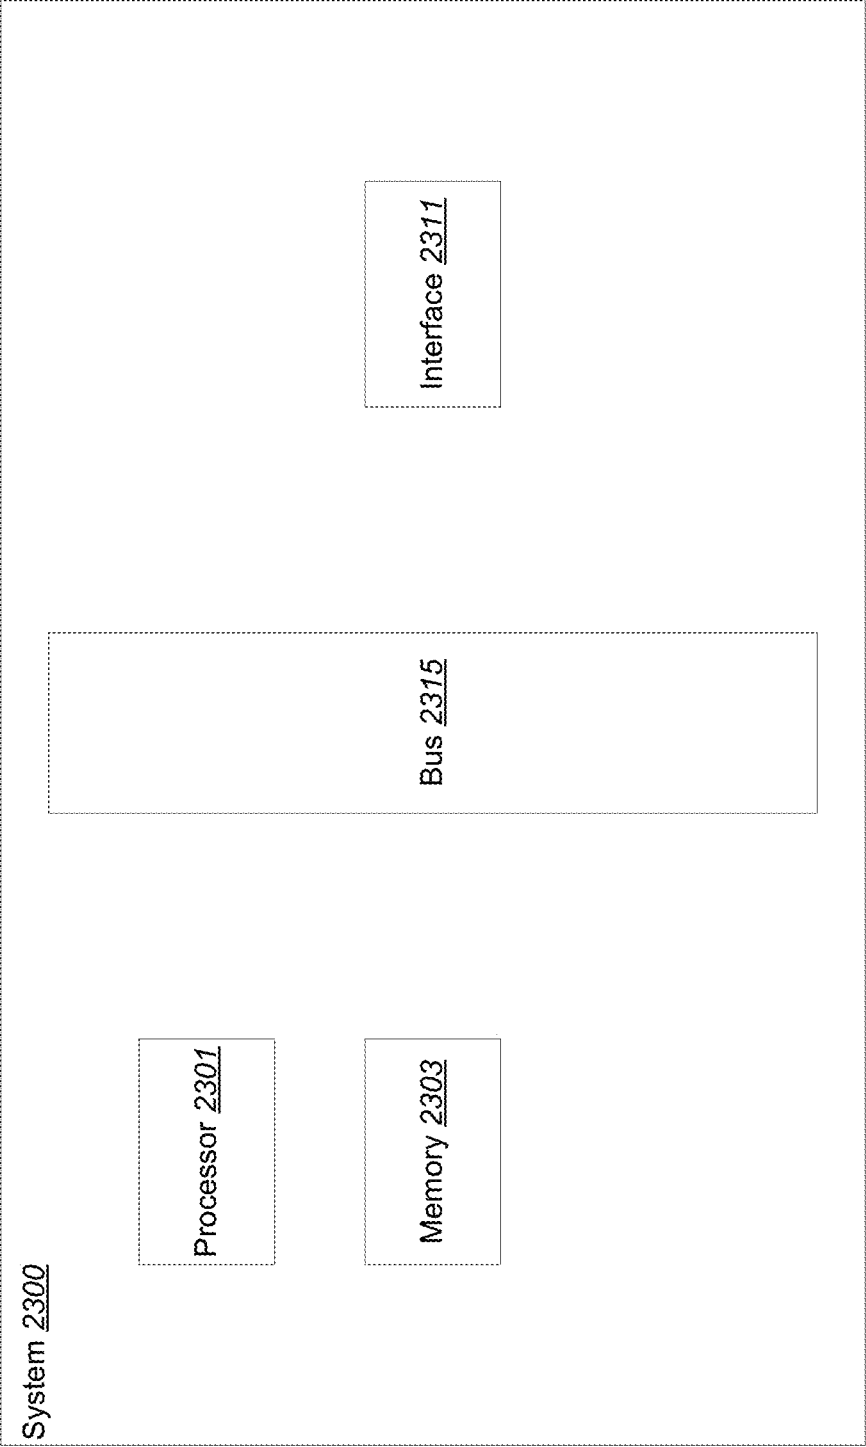 System 2300
Processor 2301
Memory 2303
Bus 2315
Interface 2311